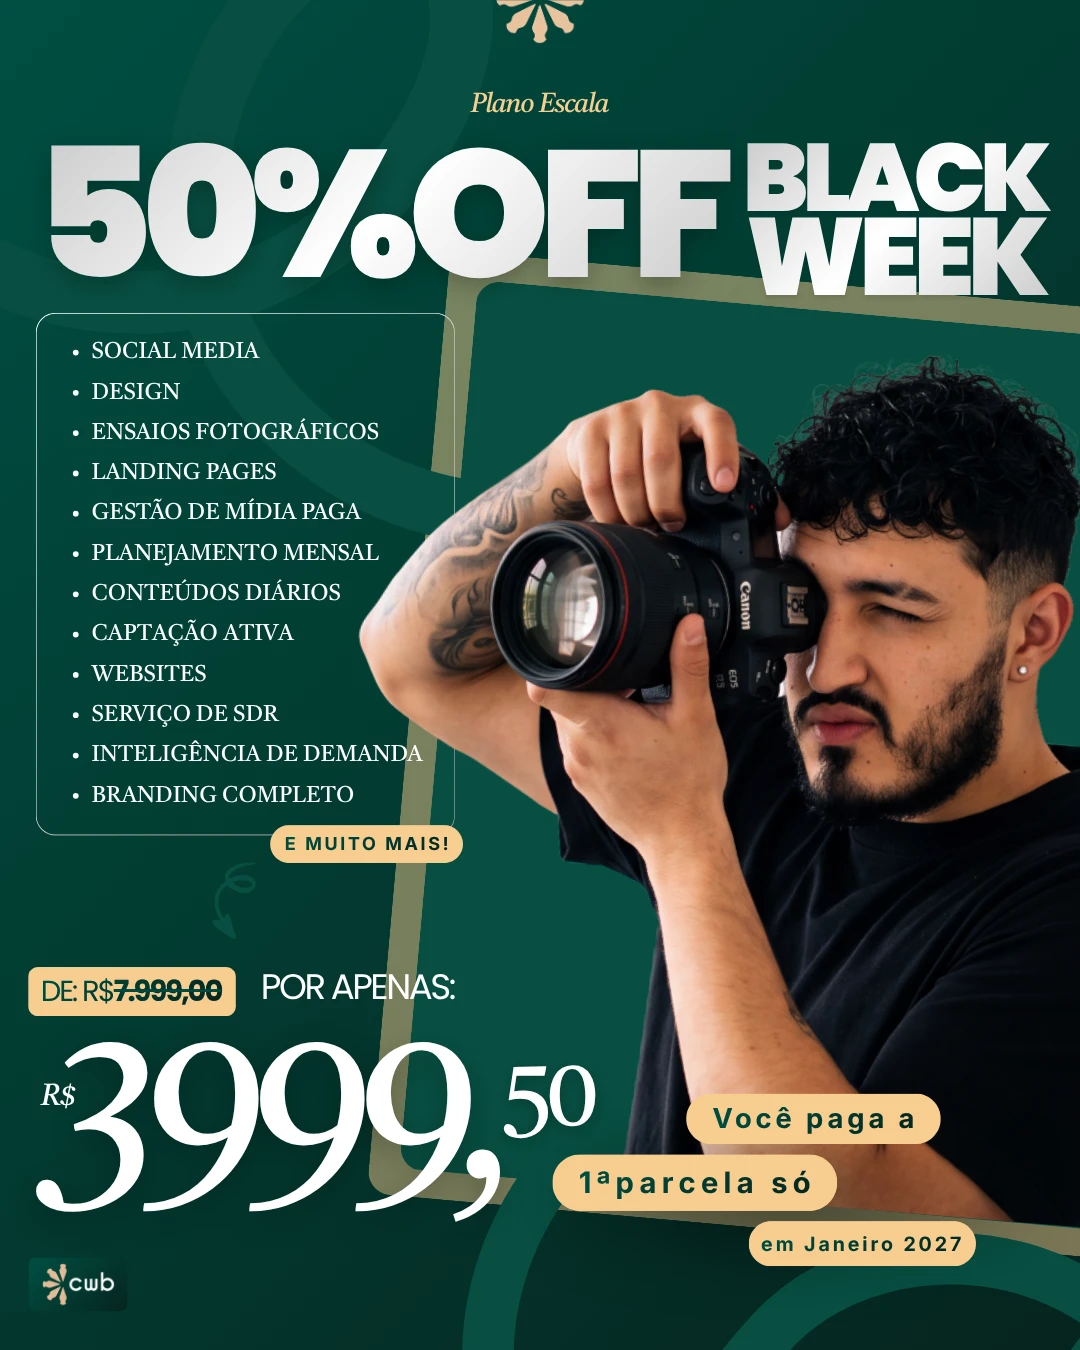 Plano Escala
50%OFF BLACK
WEEK
• SOCIAL MEDIA
• DESIGN
• ENSAIOS FOTOGRÁFICOS
• LANDING PAGES
• GESTÃO DE MÍDIA PAGA
• PLANEJAMENTO MENSAL
• CONTEÚDOS DIÁRIOS
• CAPTAÇÃO ATIVA
• WEBSITES
• SERVIÇO DE SDR
• INTELIGÊNCIA DE DEMANDA
• BRANDING COMPLETO
E MUITO MAIS!
Canon
EOS
DE: R$7.999,00 POR APENAS:
R$3999,50
Você paga a
1ªparcela só
em Janeiro 2027
cwb